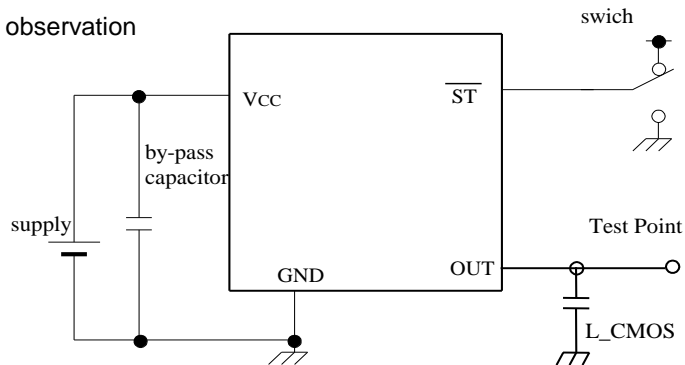 observation
swich
VCC
ST
by-pass
capacitor
supply
Test Point
GND
OUT
L_CMOS